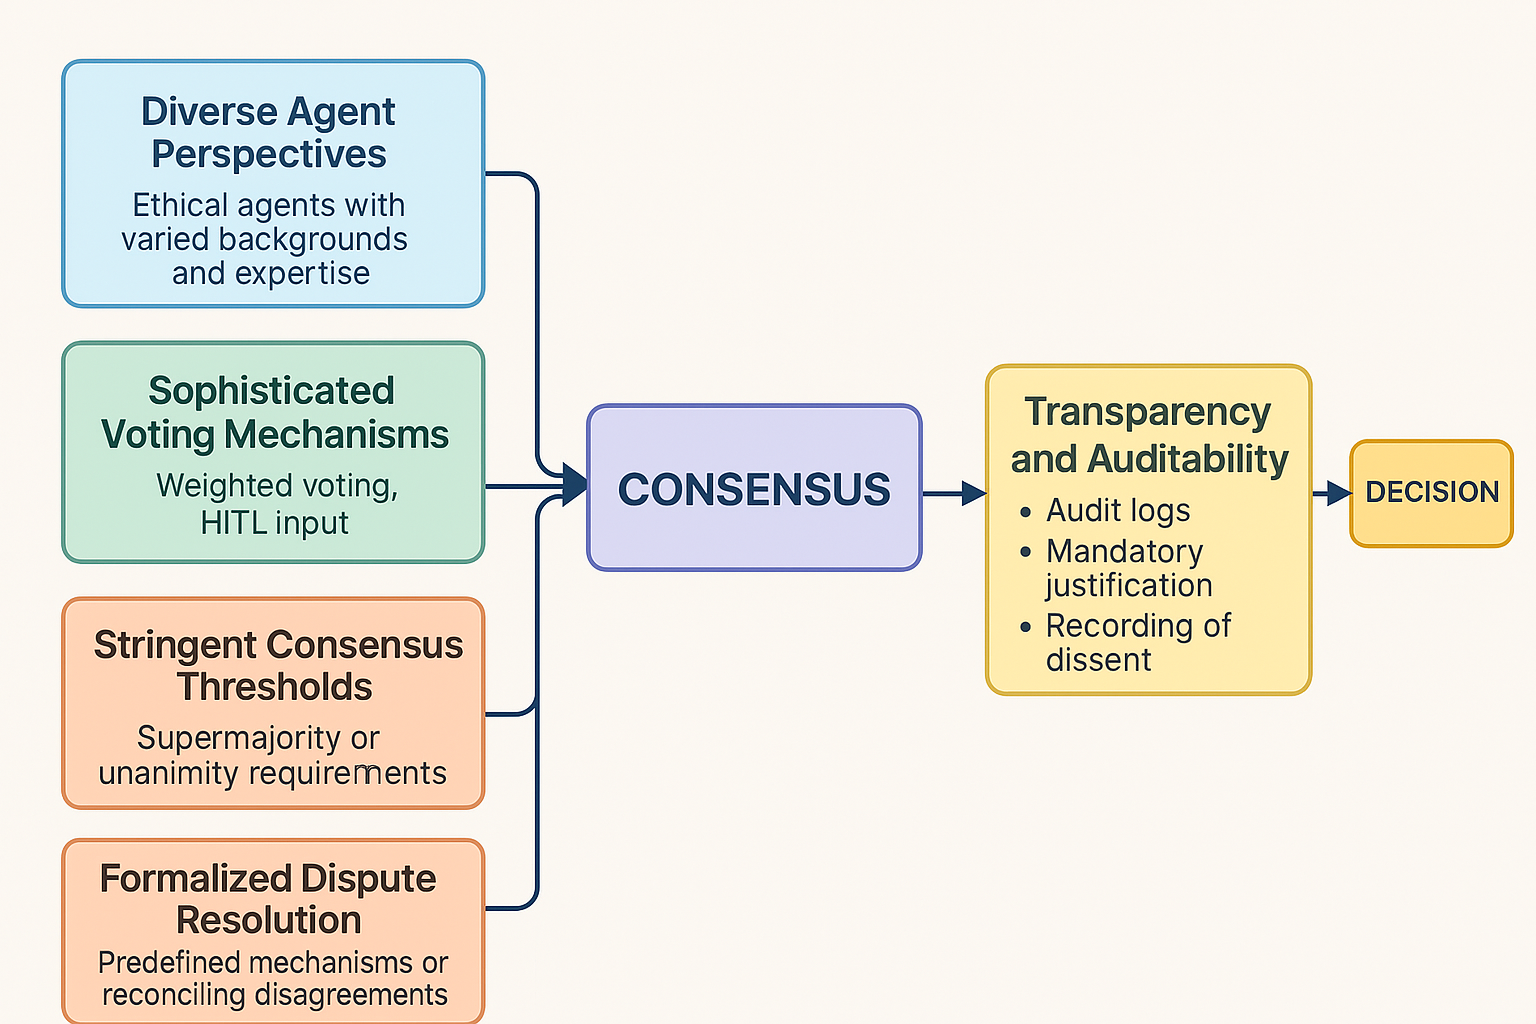 Diverse Agent
Perspectives
Ethical agents with
varied backgrounds
and expertise
Sophisticated
Voting Mechanisms
Weighted voting,
HITL input
Stringent Consensus
Thresholds
Supermajority or
unanimity requirements
Formalized Dispute
Resolution
Predefined mechanisms or
reconciling disagreements
CONSENSUS
Transparency
and Auditability
• Audit logs
• Mandatory
justification
• Recording of
dissent
DECISION